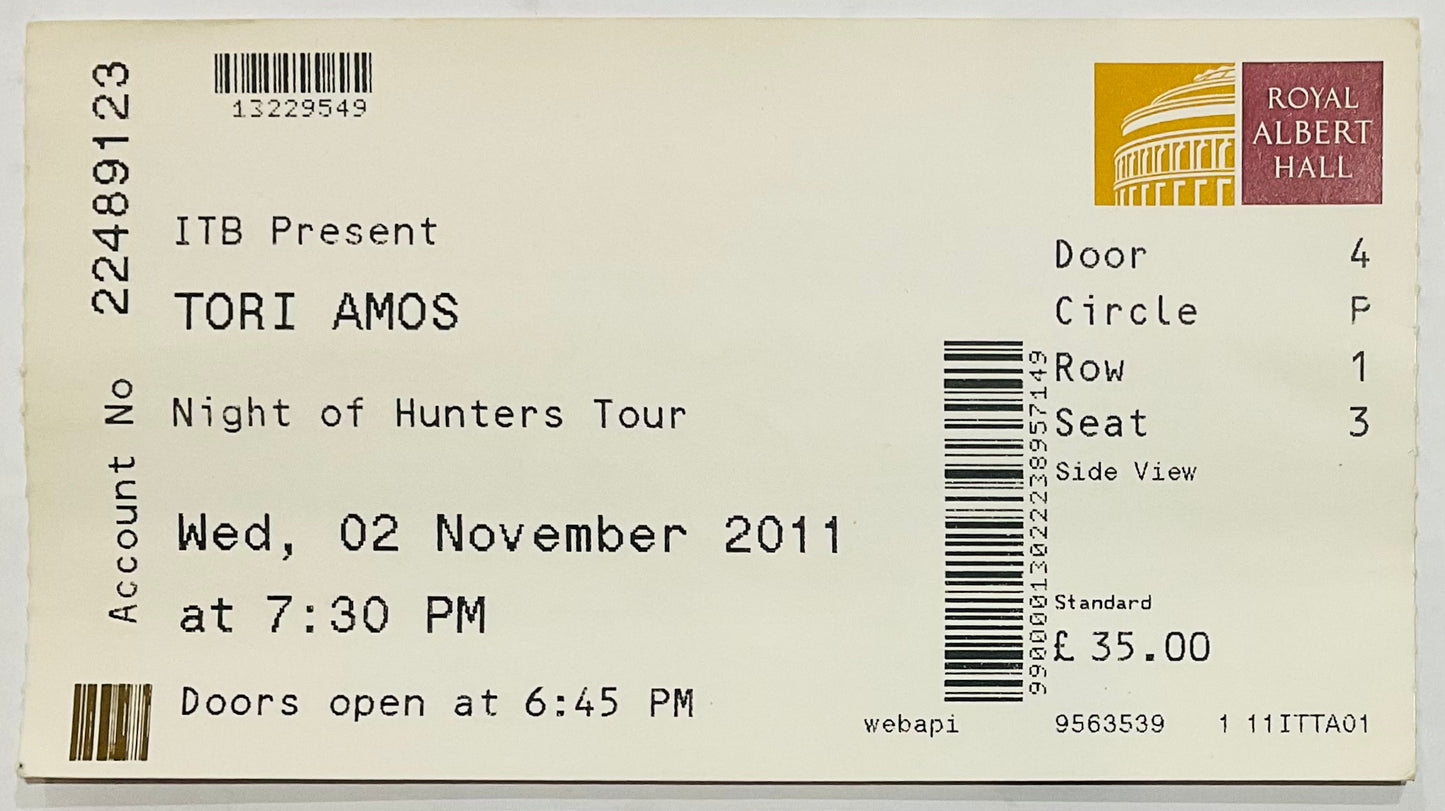 Account No 22489123
13229549
ITB Present
TORI AMOS
Night of Hunters Tour
Wed, 02 November 2011
at 7:30 PM
Doors open at 6:45 PM
ROYAL
ALBERT
HALL
Door 4
Circle P
Row 1
Seat 3
Side View
Standard
£ 35.00
webapi 9563539 1 11ITTA01